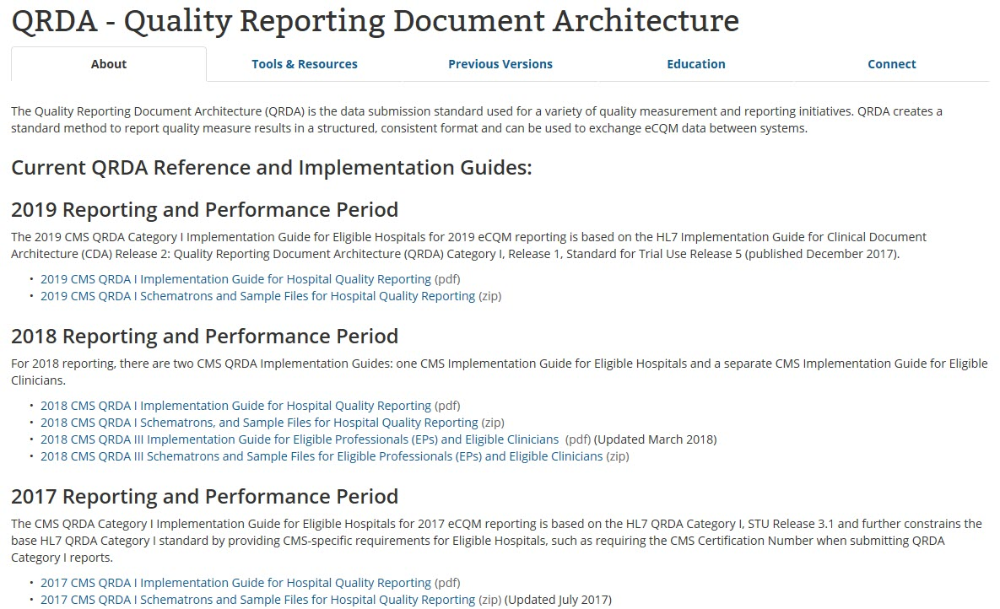 QRDA - Quality Reporting Document Architecture
About
Tools & Resources
Previous Versions
Education
Connect
The Quality Reporting Document Architecture (QRDA) is the data submission standard used for a variety of quality measurement and reporting initiatives. QRDA creates a
standard method to report quality measure results in a structured, consistent format and can be used to exchange eCQM data between systems.
Current QRDA Reference and Implementation Guides:
2019 Reporting and Performance Period
The 2019 CMS QRDA Category I Implementation Guide for Eligible Hospitals for 2019 eCQM reporting is based on the HL7 Implementation Guide for Clinical Document
Architecture (CDA) Release 2: Quality Reporting Document Architecture (QRDA) Category I, Release 1, Standard for Trial Use Release 5 (published December 2017).
• 2019 CMS QRDA I Implementation Guide for Hospital Quality Reporting (pdf)
• 2019 CMS QRDA I Schematrons and Sample Files for Hospital Quality Reporting (zip)
2018 Reporting and Performance Period
For 2018 reporting, there are two CMS QRDA Implementation Guides: one CMS Implementation Guide for Eligible Hospitals and a separate CMS Implementation Guide for Eligible
Clinicians.
• 2018 CMS QRDA I Implementation Guide for Hospital Quality Reporting (pdf)
• 2018 CMS QRDA I Schematrons, and Sample Files for Hospital Quality Reporting (zip)
• 2018 CMS QRDA III Implementation Guide for Eligible Professionals (EPs) and Eligible Clinicians (pdf) (Updated March 2018)
• 2018 CMS QRDA III Schematrons and Sample Files for Eligible Professionals (EPs) and Eligible Clinicians (zip)
2017 Reporting and Performance Period
The CMS QRDA Category I Implementation Guide for Eligible Hospitals for 2017 eCQM reporting is based on the HL7 QRDA Category I, STU Release 3.1 and further constrains the
base HL7 QRDA Category I standard by providing CMS-specific requirements for Eligible Hospitals, such as requiring the CMS Certification Number when submitting QRDA
Category I reports.
• 2017 CMS QRDA I Implementation Guide for Hospital Quality Reporting (pdf)
• 2017 CMS QRDA I Schematrons and Sample Files for Hospital Quality Reporting (zip) (Updated July 2017)